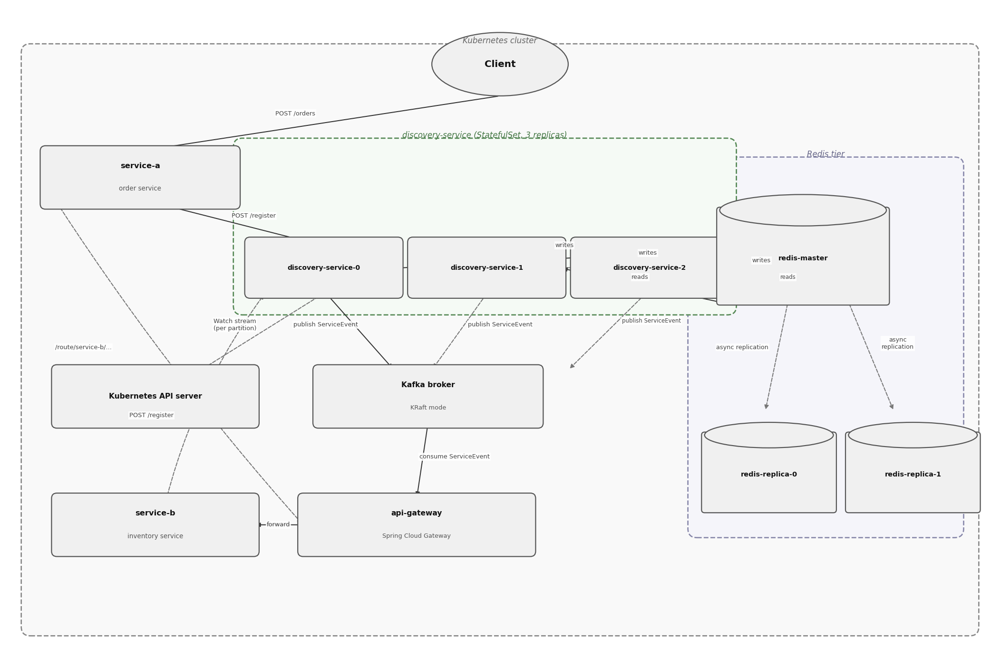 Kubernetes cluster
Client
POST /orders
discovery-service (StatefulSet, 3 replicas)
Redis tier
service-a
order service
POST /register
writes
writes
writes
redis-master
discovery-service-0
discovery-service-1
discovery-service-2
reads
reads
Watch stream
(per partition)
publish ServiceEvent
publish ServiceEvent
publish ServiceEvent
/route/service-b/...
async replication
async
replication
Kubernetes API server
POST /register
Kafka broker
KRaft mode
consume ServiceEvent
redis-replica-0
redis-replica-1
service-b
inventory service
forward
api-gateway
Spring Cloud Gateway